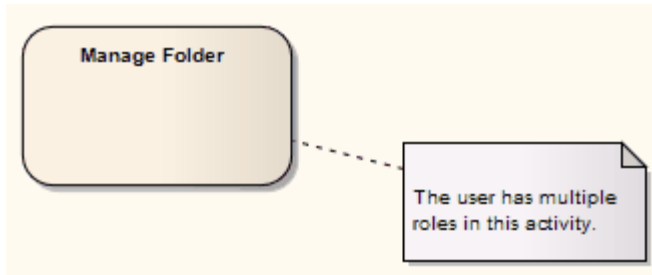 Manage Folder
The user has multiple
roles in this activity.